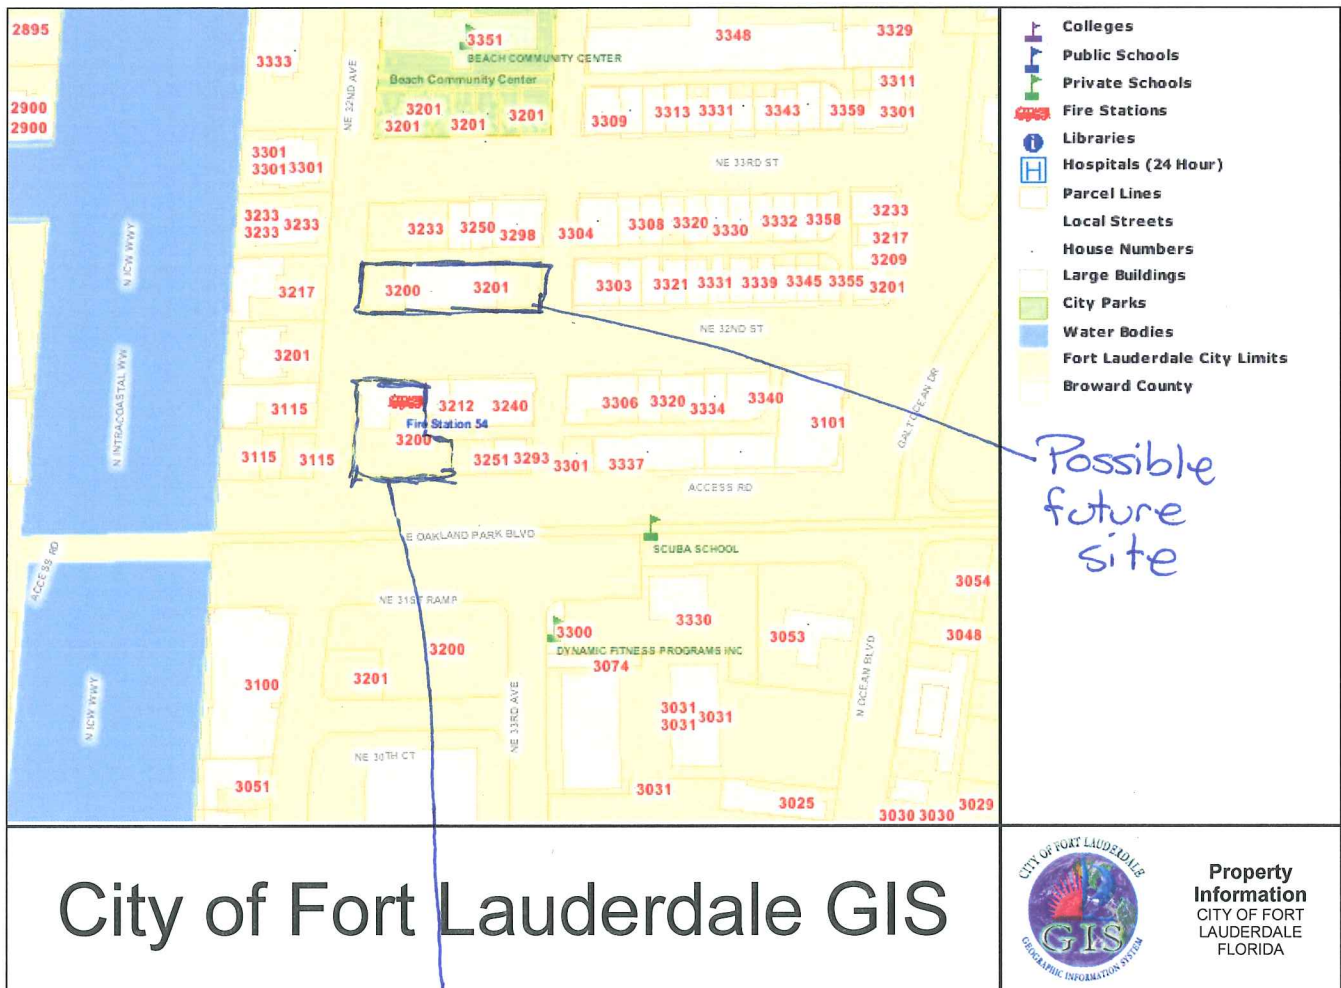 2895
3351
3348
3329
BEACH COMMUNITY CENTER
3333
3311
NE 32ND AVE
Beach Community Center
2900
2900
3201
3201
3201
3201
3309
3313 3331
3343
3359 3301
3301
3301 3301
NE 33RD ST
3233
3233 3233
3233
3250
3298
3304
3308 3320 3330
3332 3358
3233
3217
3209
N ICW WWY
3217
3200
3201
3303
3321 3331 3339 3345 3355 3201
NE 32ND ST
3201
N INTRACOASTAL WW
GALT OCEAN DR
3115
Fire Station 54
3200
3212 3240
3306 3320 3334
3340
3101
3115 3115
3251 3293 3301 3337
ACCESS RD
E OAKLAND PARK BLVD
ACCESS RD
SCUBA SCHOOL
NE 31ST RAMP
3054
3300
3330
3053
3048
DYNAMIC FITNESS PROGRAMS INC
3200
3074
3201
3100
N ICW WWY
NE 33RD AVE
3031
3031 3031
N OCEAN BLVD
NE 30TH CT
3051
3031
3025
3030 3030
3029
Colleges
Public Schools
Private Schools
Fire Stations
Libraries
Hospitals (24 Hour)
Parcel Lines
Local Streets
House Numbers
Large Buildings
City Parks
Water Bodies
Fort Lauderdale City Limits
Broward County
Possible
future
site
City of Fort Lauderdale GIS
CITY OF FORT LAUDERDALE
GIS
GEOGRAPHIC INFORMATION SYSTEM
Property
Information
CITY OF FORT
LAUDERDALE
FLORIDA